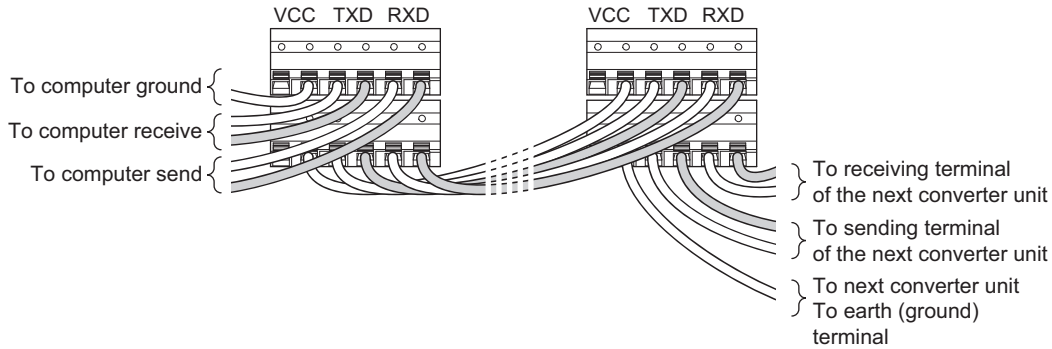 VCC TXD RXD
VCC TXD RXD
To computer ground
To computer receive
To computer send
To receiving terminal
of the next converter unit
To sending terminal
of the next converter unit
To next converter unit
To earth (ground)
terminal